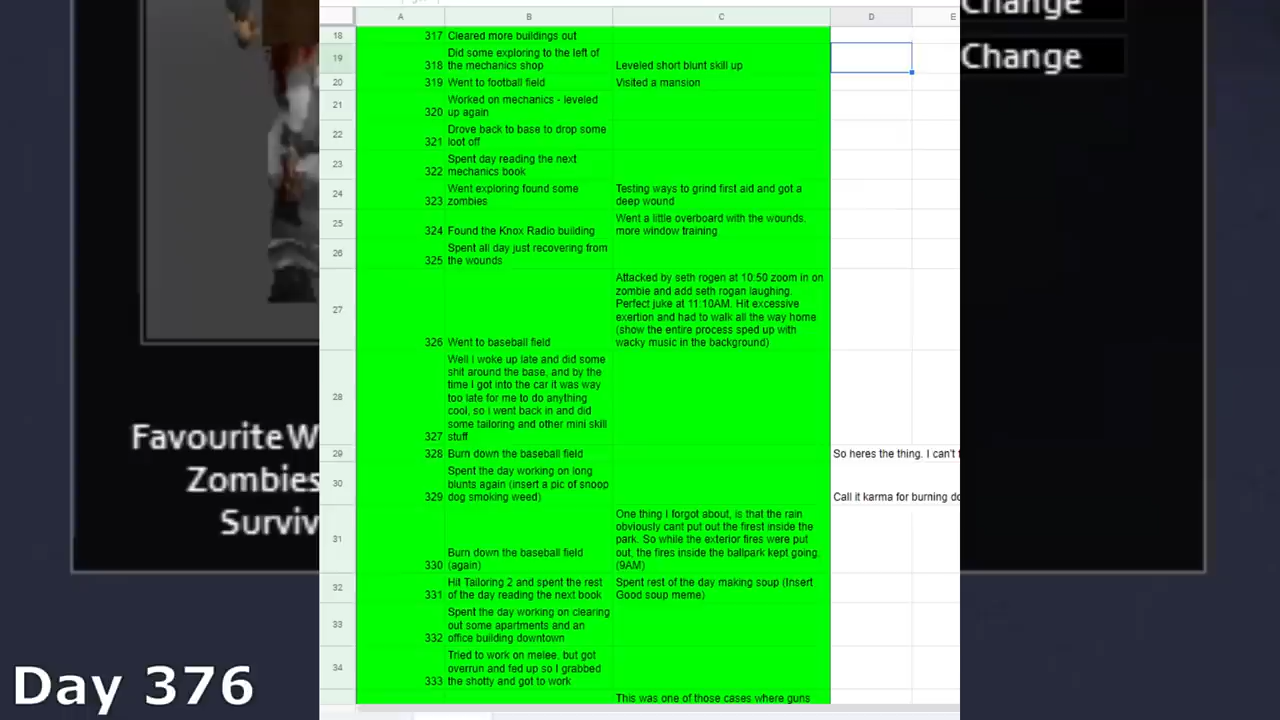 Change
Change
A B C D E
18 317 Cleared more buildings out
19 318 Did some exploring to the left of
the mechanics shop
Leveled short blunt skill up
20 319 Went to football field
Visited a mansion
21 320 Worked on mechanics - leveled
up again
22 321 Drove back to base to drop some
loot off
23 322 Spent day reading the next
mechanics book
24 323 Went exploring found some
zombies
Testing ways to grind first aid and got a
deep wound
25 324 Found the Knox Radio building
Went a little overboard with the wounds,
more window training
26 325 Spent all day just recovering from
the wounds
27 326 Went to baseball field
Attacked by seth rogen at 10:50 zoom in on
zombie and add seth rogan laughing.
Perfect juke at 11:10AM. Hit excessive
exertion and had to walk all the way home
(show the entire process sped up with
wacky music in the background)
28 327 Well I woke up late and did some
shit around the base, and by the
time I got into the car it was way
too late for me to do anything
cool, so i went back in and did
some tailoring and other mini skill
stuff
29 328 Burn down the baseball field
So heres the thing. I can't
30 329 Spent the day working on long
blunts again (insert a pic of snoop
dog smoking weed)
Call it karma for burning do
31 330 Burn down the baseball field
(again)
One thing I forgot about, is that the rain
obviously cant put out the firest inside the
park. So while the exterior fires were put
out, the fires inside the ballpark kept going.
(9AM)
32 331 Hit Tailoring 2 and spent the rest
of the day reading the next book
Spent rest of the day making soup (Insert
Good soup meme)
33 332 Spent the day working on clearing
out some apartments and an
office building downtown
34 333 Tried to work on melee, but got
overrun and fed up so I grabbed
the shotty and got to work
This was one of those cases where guns
Favourite W
Zombies
Surviv
Day 376